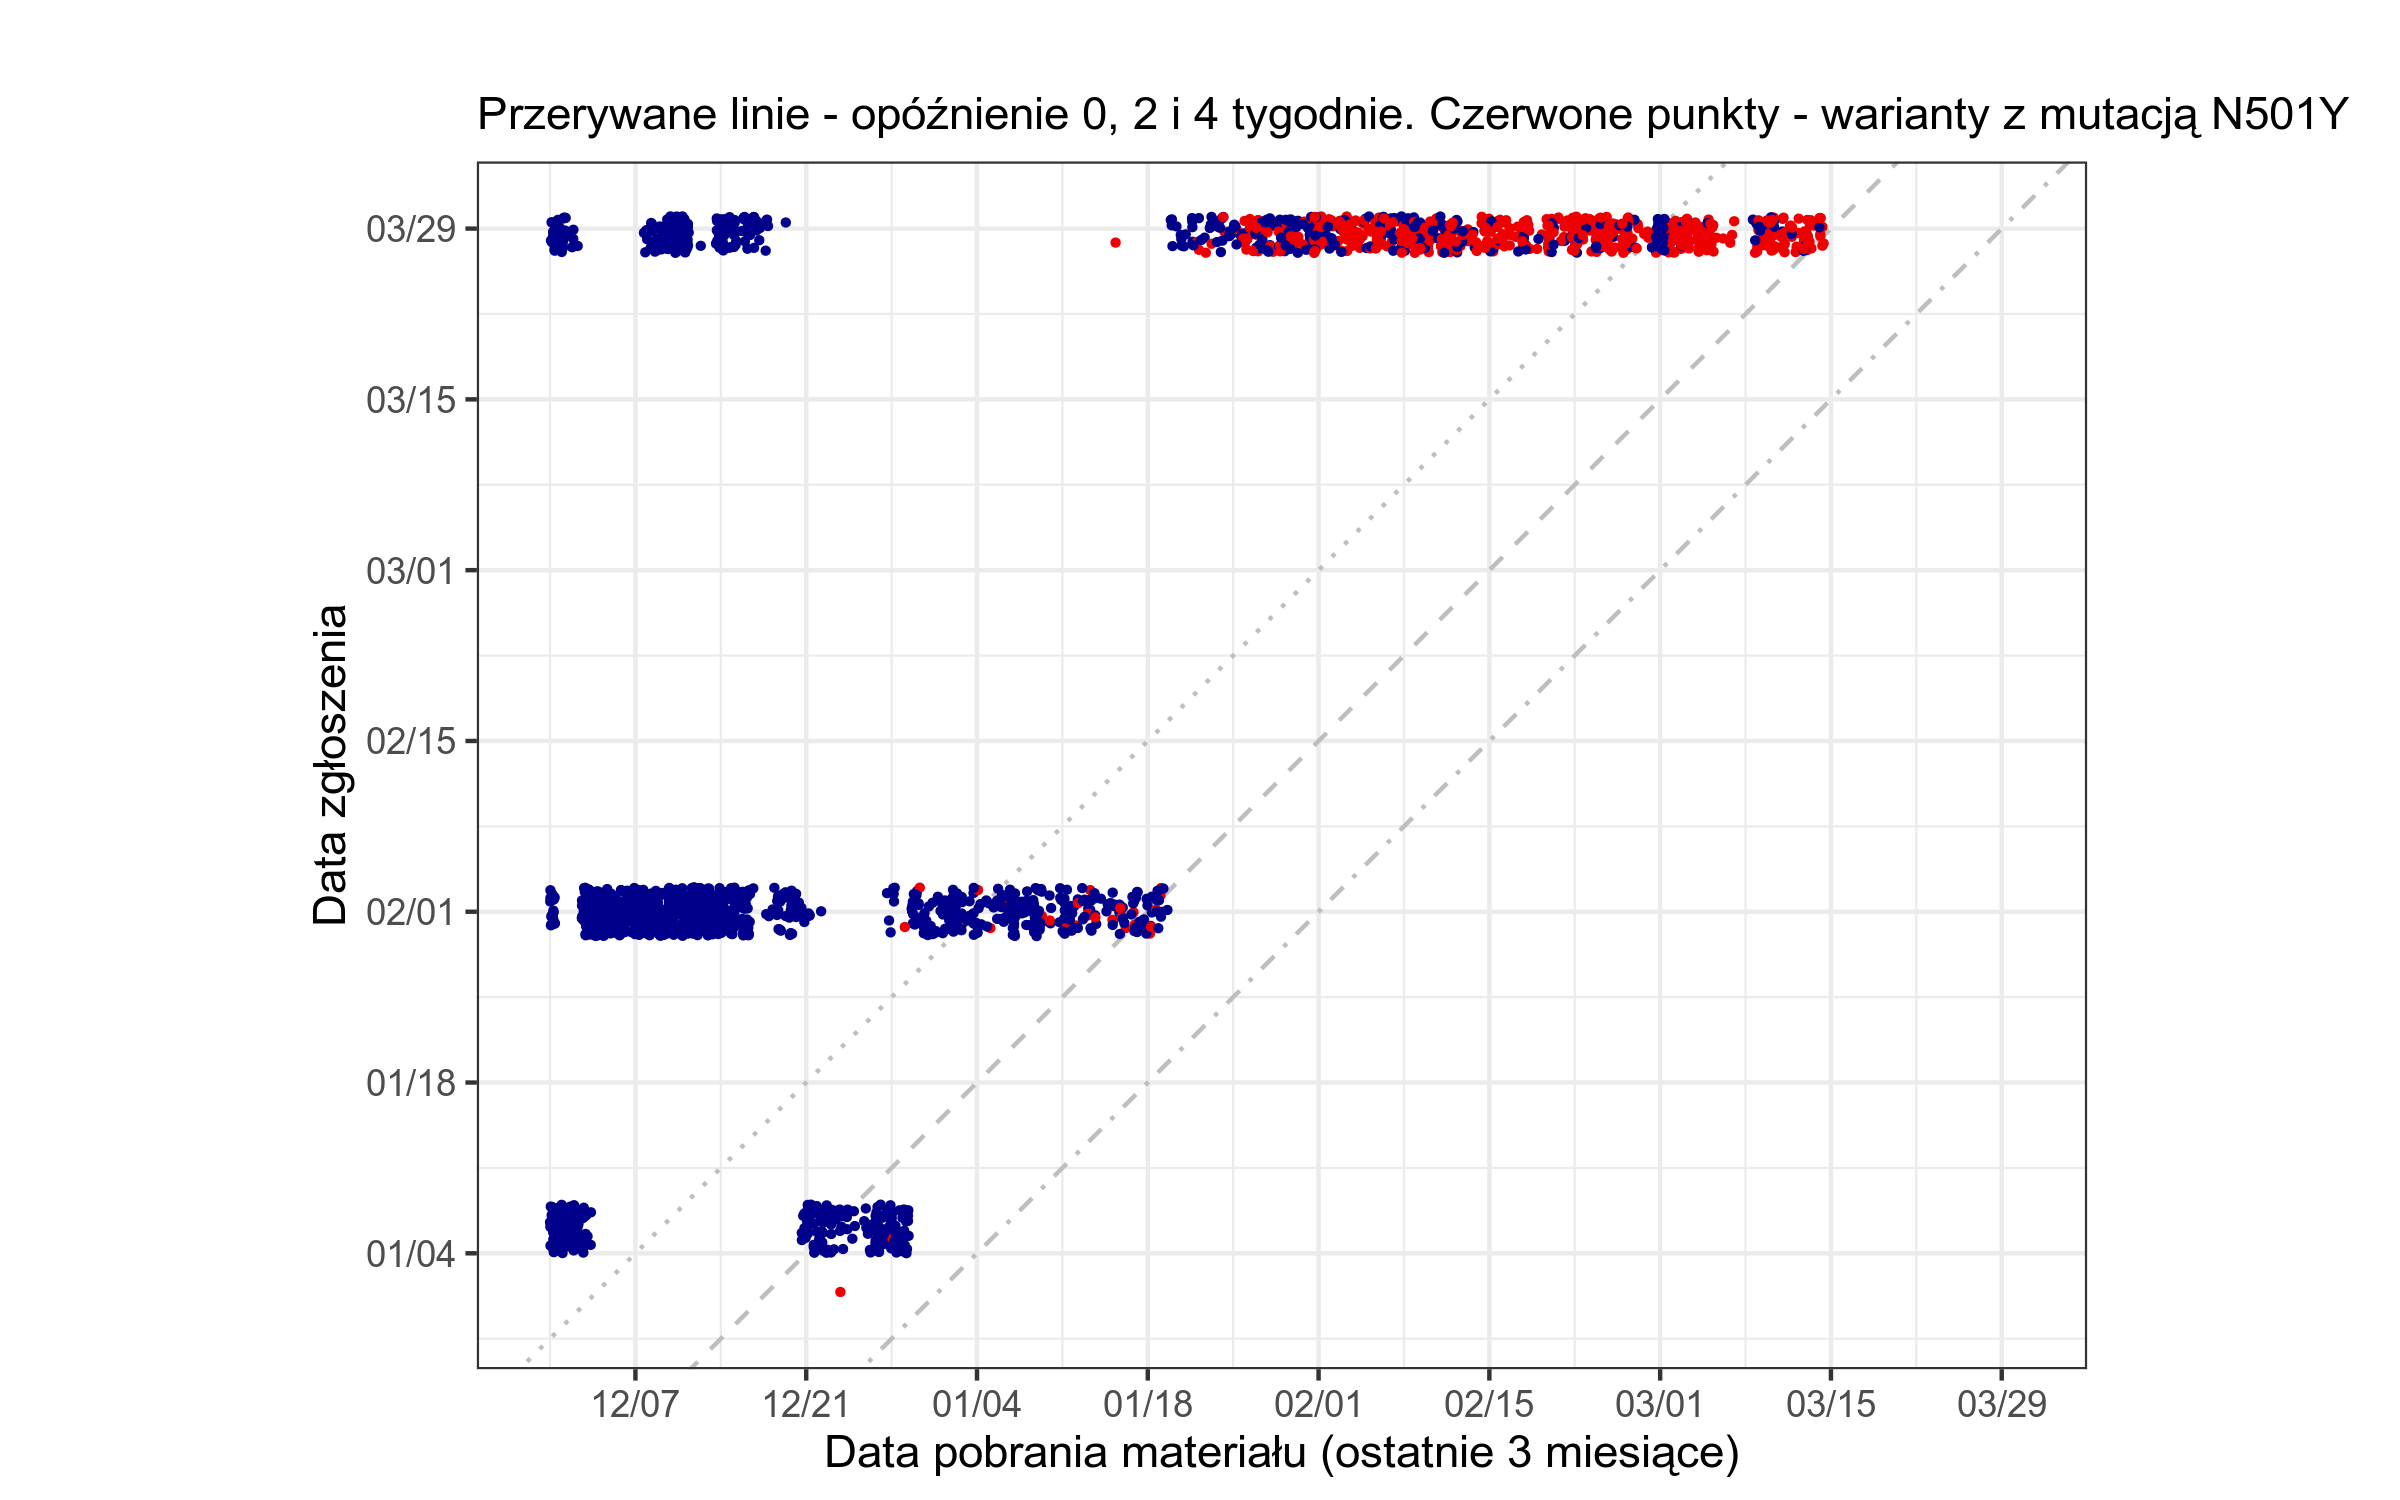 Przerywane linie - opóźnienie 0, 2 i 4 tygodnie. Czerwone punkty - warianty z mutacją N501Y
Data zgłoszenia
03/29
03/15
03/01
02/15
02/01
01/18
01/04
12/07 12/21 01/04 01/18 02/01 02/15 03/01 03/15 03/29
Data pobrania materiału (ostatnie 3 miesiące)